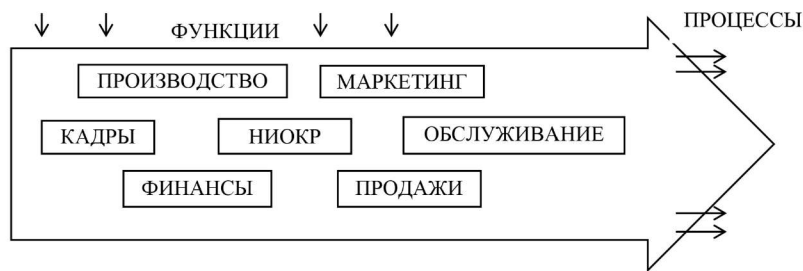 ПРОЦЕССЫ
ФУНКЦИИ
ПРОИЗВОДСТВО
МАРКЕТИНГ
КАДРЫ
НИОКР
ОБСЛУЖИВАНИЕ
ФИНАНСЫ
ПРОДАЖИ